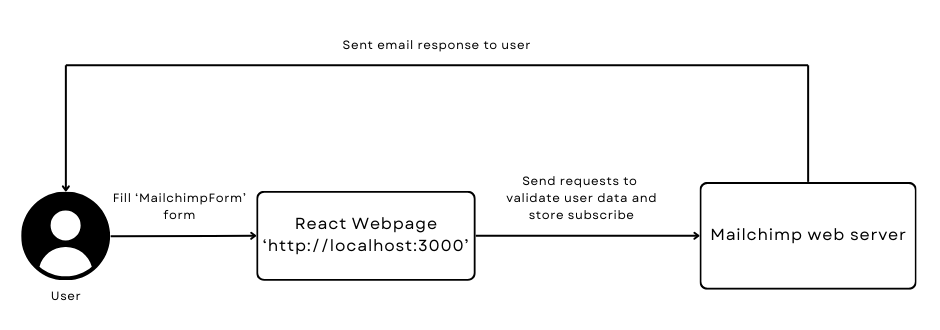 Sent email response to user
Fill ‘MailchimpForm’
form
Send requests to
validate user data and
store subscribe
React Webpage
‘http://localhost:3000’
Mailchimp web server
User